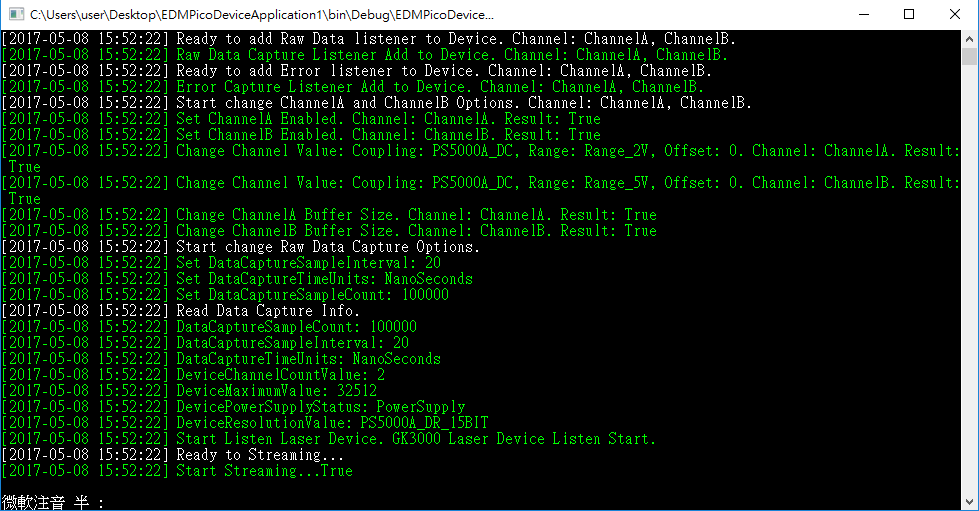 C:\Users\user\Desktop\EDMPicoDeviceApplication1\bin\Debug\EDMPicoDevice...
[2017-05-08 15:52:22] Ready to add Raw Data listener to Device. Channel: ChannelA, ChannelB.
[2017-05-08 15:52:22] Raw Data Capture Listener Add to Device. Channel: ChannelA, ChannelB.
[2017-05-08 15:52:22] Ready to add Error listener to Device. Channel: ChannelA, ChannelB.
[2017-05-08 15:52:22] Error Capture Listener Add to Device. Channel: ChannelA, ChannelB.
[2017-05-08 15:52:22] Start change ChannelA and ChannelB Options. Channel: ChannelA, ChannelB.
[2017-05-08 15:52:22] Set ChannelA Enabled. Channel: ChannelA. Result: True
[2017-05-08 15:52:22] Set ChannelB Enabled. Channel: ChannelB. Result: True
[2017-05-08 15:52:22] Change Channel Value: Coupling: PS5000A_DC, Range: Range_2V, Offset: 0. Channel: ChannelA. Result:
True
[2017-05-08 15:52:22] Change Channel Value: Coupling: PS5000A_DC, Range: Range_5V, Offset: 0. Channel: ChannelB. Result:
True
[2017-05-08 15:52:22] Change ChannelA Buffer Size. Channel: ChannelA. Result: True
[2017-05-08 15:52:22] Change ChannelB Buffer Size. Channel: ChannelB. Result: True
[2017-05-08 15:52:22] Start change Raw Data Capture Options.
[2017-05-08 15:52:22] Set DataCaptureSampleInterval: 20
[2017-05-08 15:52:22] Set DataCaptureTimeUnits: NanoSeconds
[2017-05-08 15:52:22] Set DataCaptureSampleCount: 100000
[2017-05-08 15:52:22] Read Data Capture Info.
[2017-05-08 15:52:22] DataCaptureSampleCount: 100000
[2017-05-08 15:52:22] DataCaptureSampleInterval: 20
[2017-05-08 15:52:22] DataCaptureTimeUnits: NanoSeconds
[2017-05-08 15:52:22] DeviceChannelCountValue: 2
[2017-05-08 15:52:22] DeviceMaximumValue: 32512
[2017-05-08 15:52:22] DevicePowerSupplyStatus: PowerSupply
[2017-05-08 15:52:22] DeviceResolutionValue: PS5000A_DR_15BIT
[2017-05-08 15:52:22] Start Listen Laser Device. GK3000 Laser Device Listen Start.
[2017-05-08 15:52:22] Ready to Streaming...
[2017-05-08 15:52:22] Start Streaming...True
微軟注音 半 :